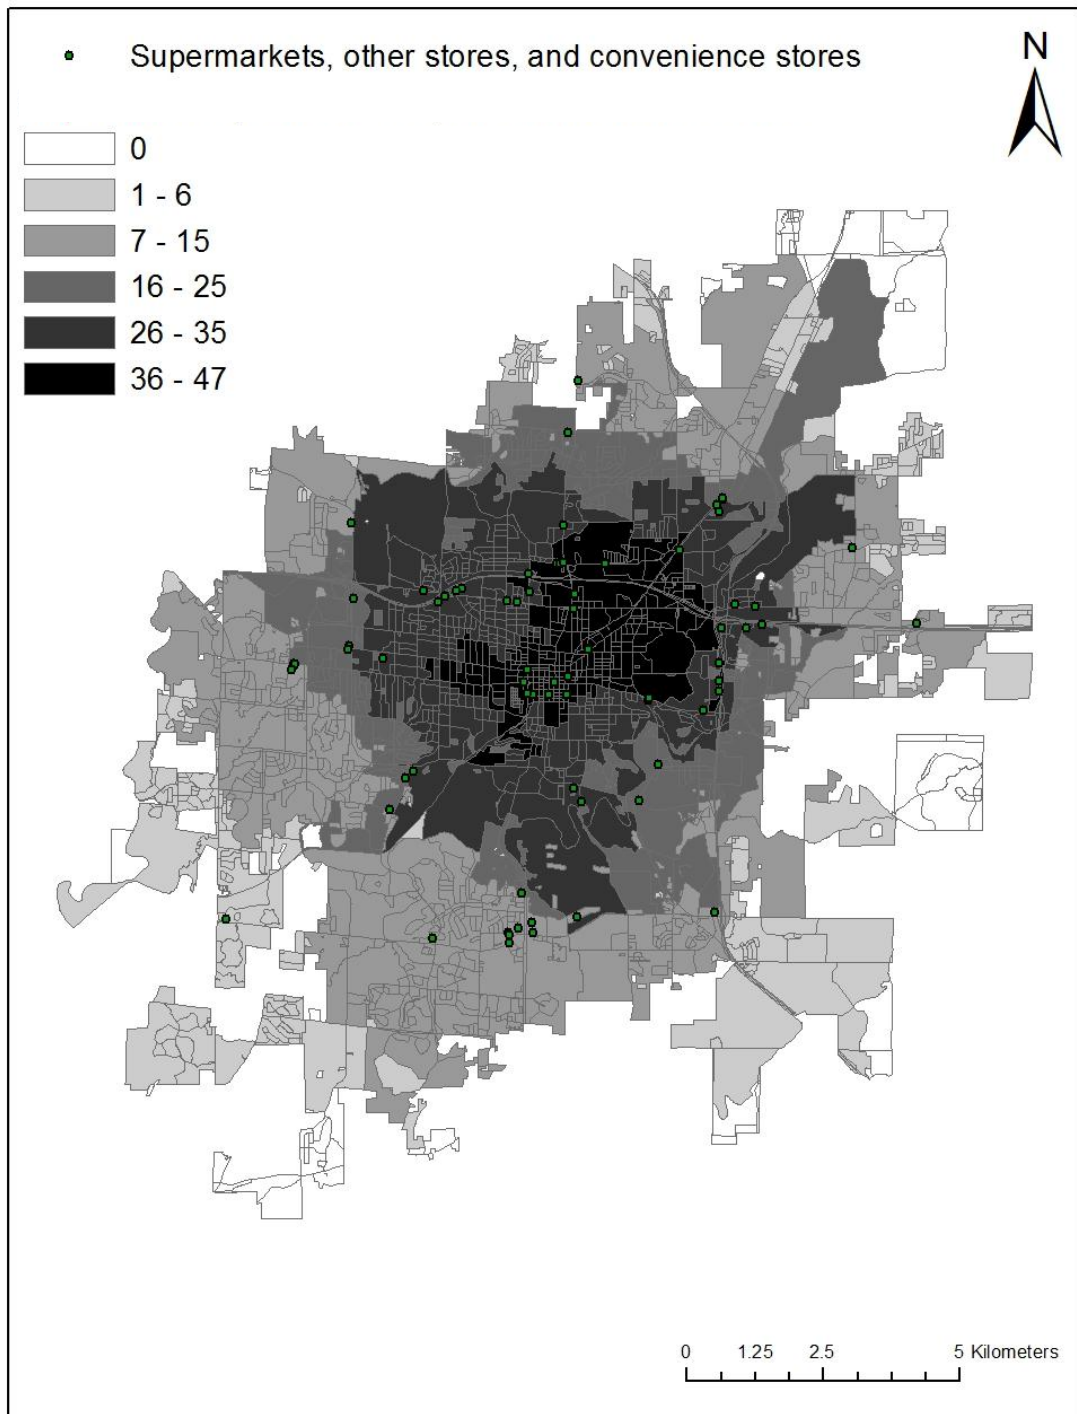 Supermarkets, other stores, and convenience stores
N
0
1 - 6
7 - 15
16 - 25
26 - 35
36 - 47
0 1.25 2.5 5 Kilometers